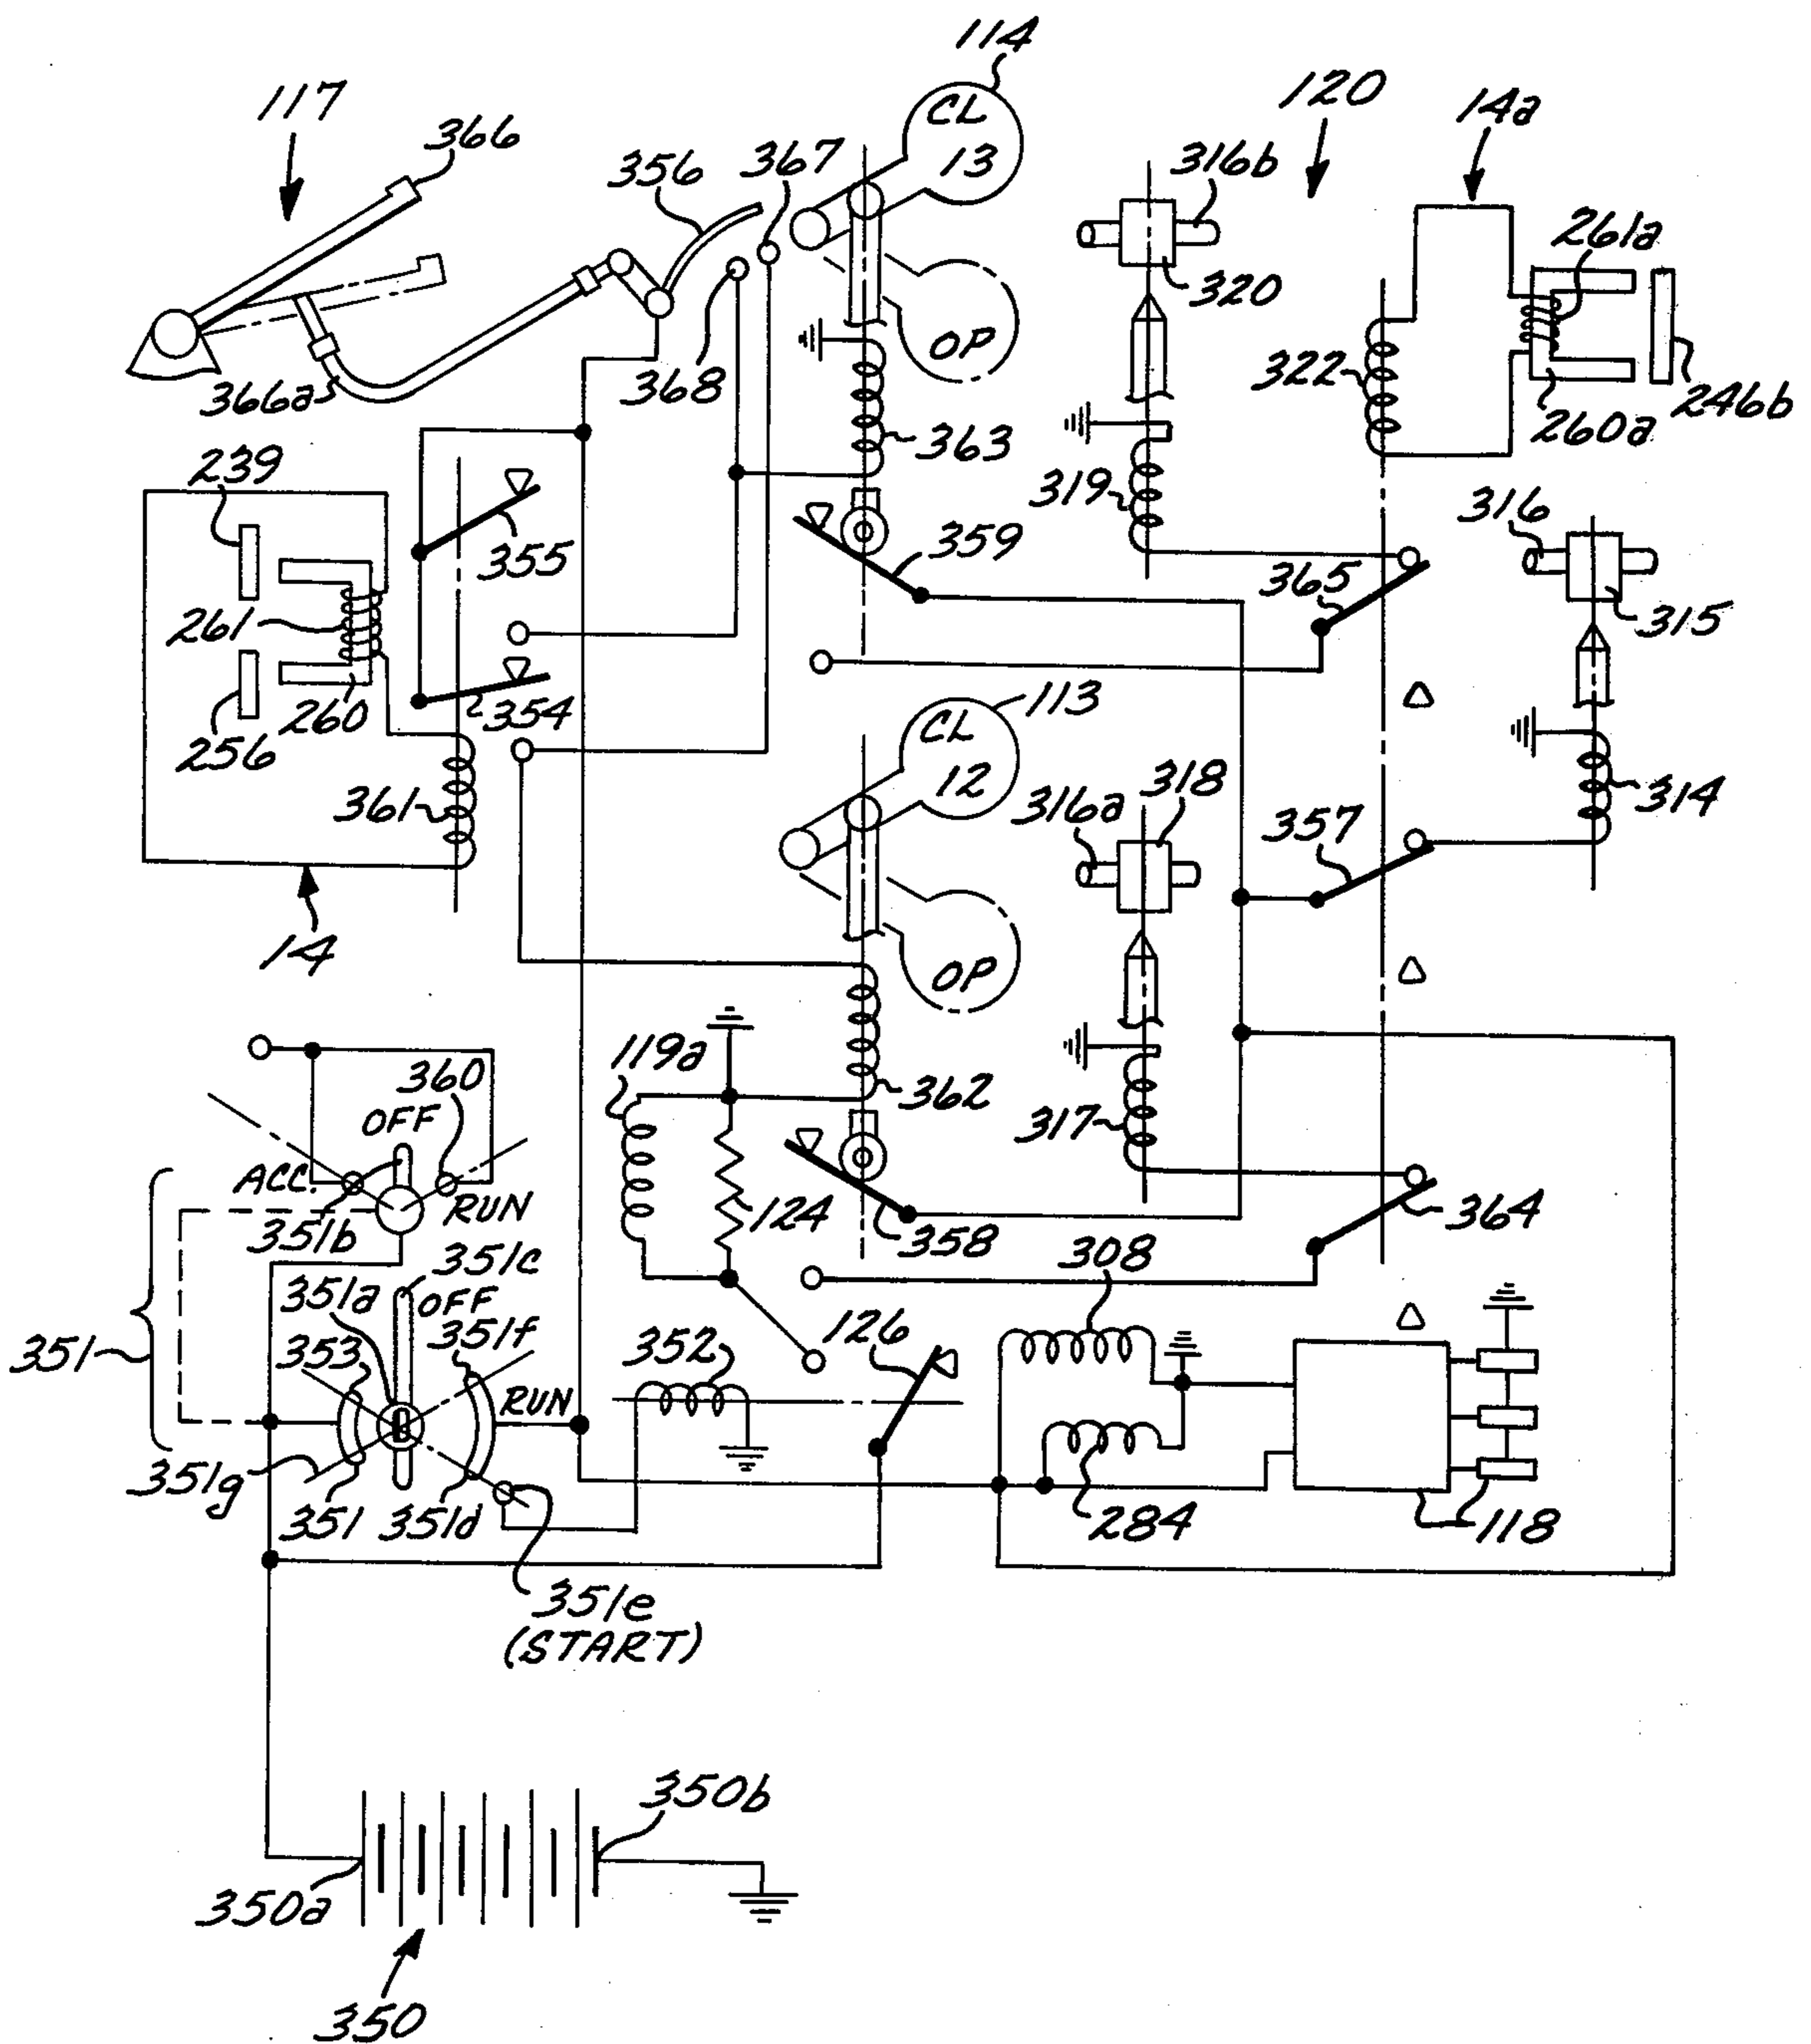 114
117
CL
13
120
14a
366
356
367
316b
261a
320
OP
322
366a
368
363
260a
246b
239
319
316
355
359
365
261
315
354
113
256
260
CL
12
318
361
316a
357
314
14
OP
119a
360
362
OFF
317
ACC.
RUN
351b
124
358
364
351c
308
351a
OFF
351f
126
351
353
352
RUN
351g
351
351d
284
118
351e
(START)
350b
350a
350